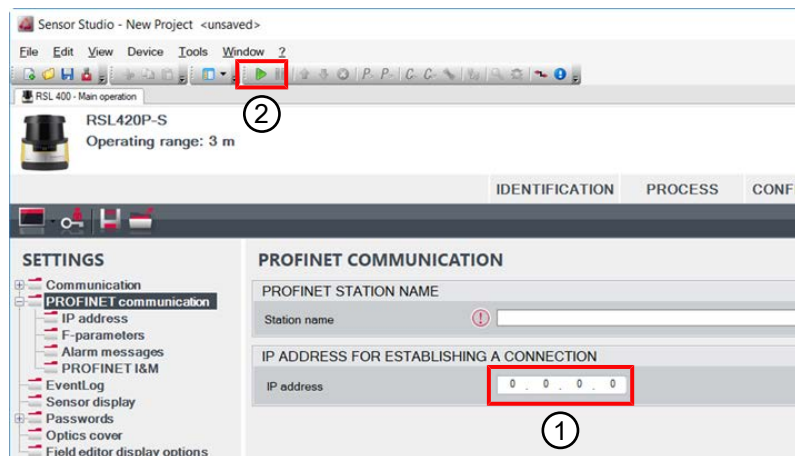 Sensor Studio - New Project <unsaved>
File Edit View Device Tools Window ?
P- P- C- C-
RSL 400 - Main operation
2
RSL420P-S
Operating range: 3 m
IDENTIFICATION PROCESS CONF
SETTINGS
PROFINET COMMUNICATION
Communication
PROFINET STATION NAME
PROFINET communication
IP address
Station name
F-parameters
Alarm messages
IP ADDRESS FOR ESTABLISHING A CONNECTION
PROFINET I&M
EventLog
IP address 0 . 0 . 0 . 0
Sensor display
Passwords
1
Optics cover
Field editor display options